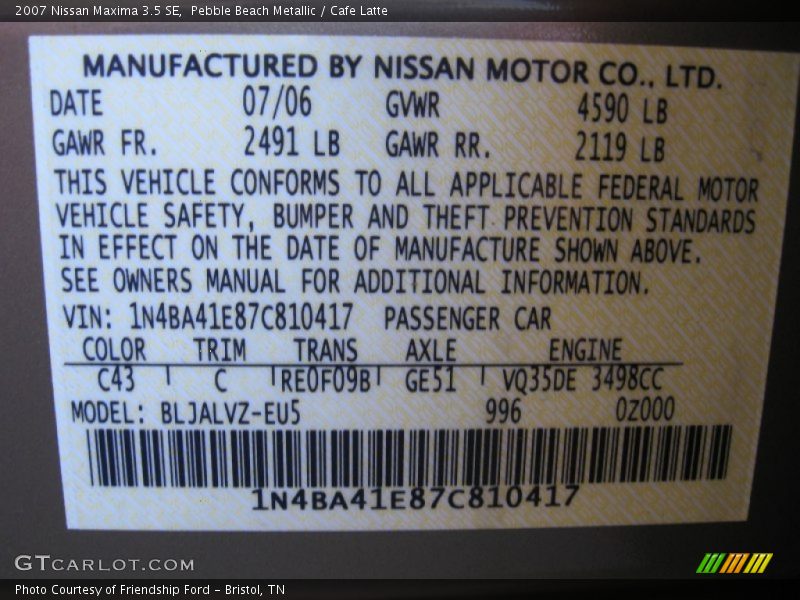 2007 Nissan Maxima 3.5 SE, Pebble Beach Metallic / Cafe Latte
MANUFACTURED BY NISSAN MOTOR CO., LTD.
DATE 07/06 GVWR 4590 LB
GAWR FR. 2491 LB GAWR RR. 2119 LB
THIS VEHICLE CONFORMS TO ALL APPLICABLE FEDERAL MOTOR
VEHICLE SAFETY, BUMPER AND THEFT PREVENTION STANDARDS
IN EFFECT ON THE DATE OF MANUFACTURE SHOWN ABOVE.
SEE OWNERS MANUAL FOR ADDITIONAL INFORMATION.
VIN: 1N4BA41E87C810417 PASSENGER CAR
COLOR TRIM TRANS AXLE ENGINE
C43 C RE0F09B GE51 VQ35DE 3498CC
MODEL: BLJALVZ-EU5 996 0Z000
1N4BA41E87C810417
GTCARLOT.COM
Photo Courtesy of Friendship Ford - Bristol, TN